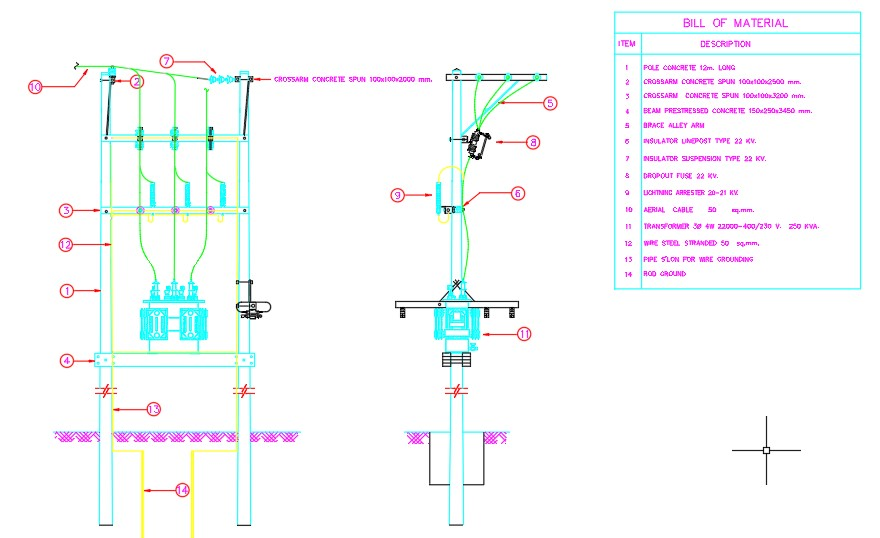 7
10
2
CROSSARM CONCRETE SPUN 100x100x2000 mm.
5
8
9
6
3
12
1
11
4
13
14
BILL OF MATERIAL
ITEM DESCRIPTION
1 POLE CONCRETE 12m. LONG
2 CROSSARM CONCRETE SPUN 100x100x2500 mm.
3 CROSSARM CONCRETE SPUN 100x100x3200 mm.
4 BEAM PRESTRESSED CONCRETE 150x250x3450 mm.
5 BRACE ALLEY ARM
6 INSULATOR LINEPOST TYPE 22 KV.
7 INSULATOR SUSPENSION TYPE 22 KV.
8 DROPOUT FUSE 22 KV.
9 LIGHTNING ARRESTER 20-21 KV.
10 AERIAL CABLE 50 sq.mm.
11 TRANSFORMER 3Ø 4W 22000-400/230 V. 250 KVA.
12 WIRE STEEL STRANDED 50 sq.mm.
13 PIPE S'LON FOR WIRE GROUNDING
14 ROD GROUND